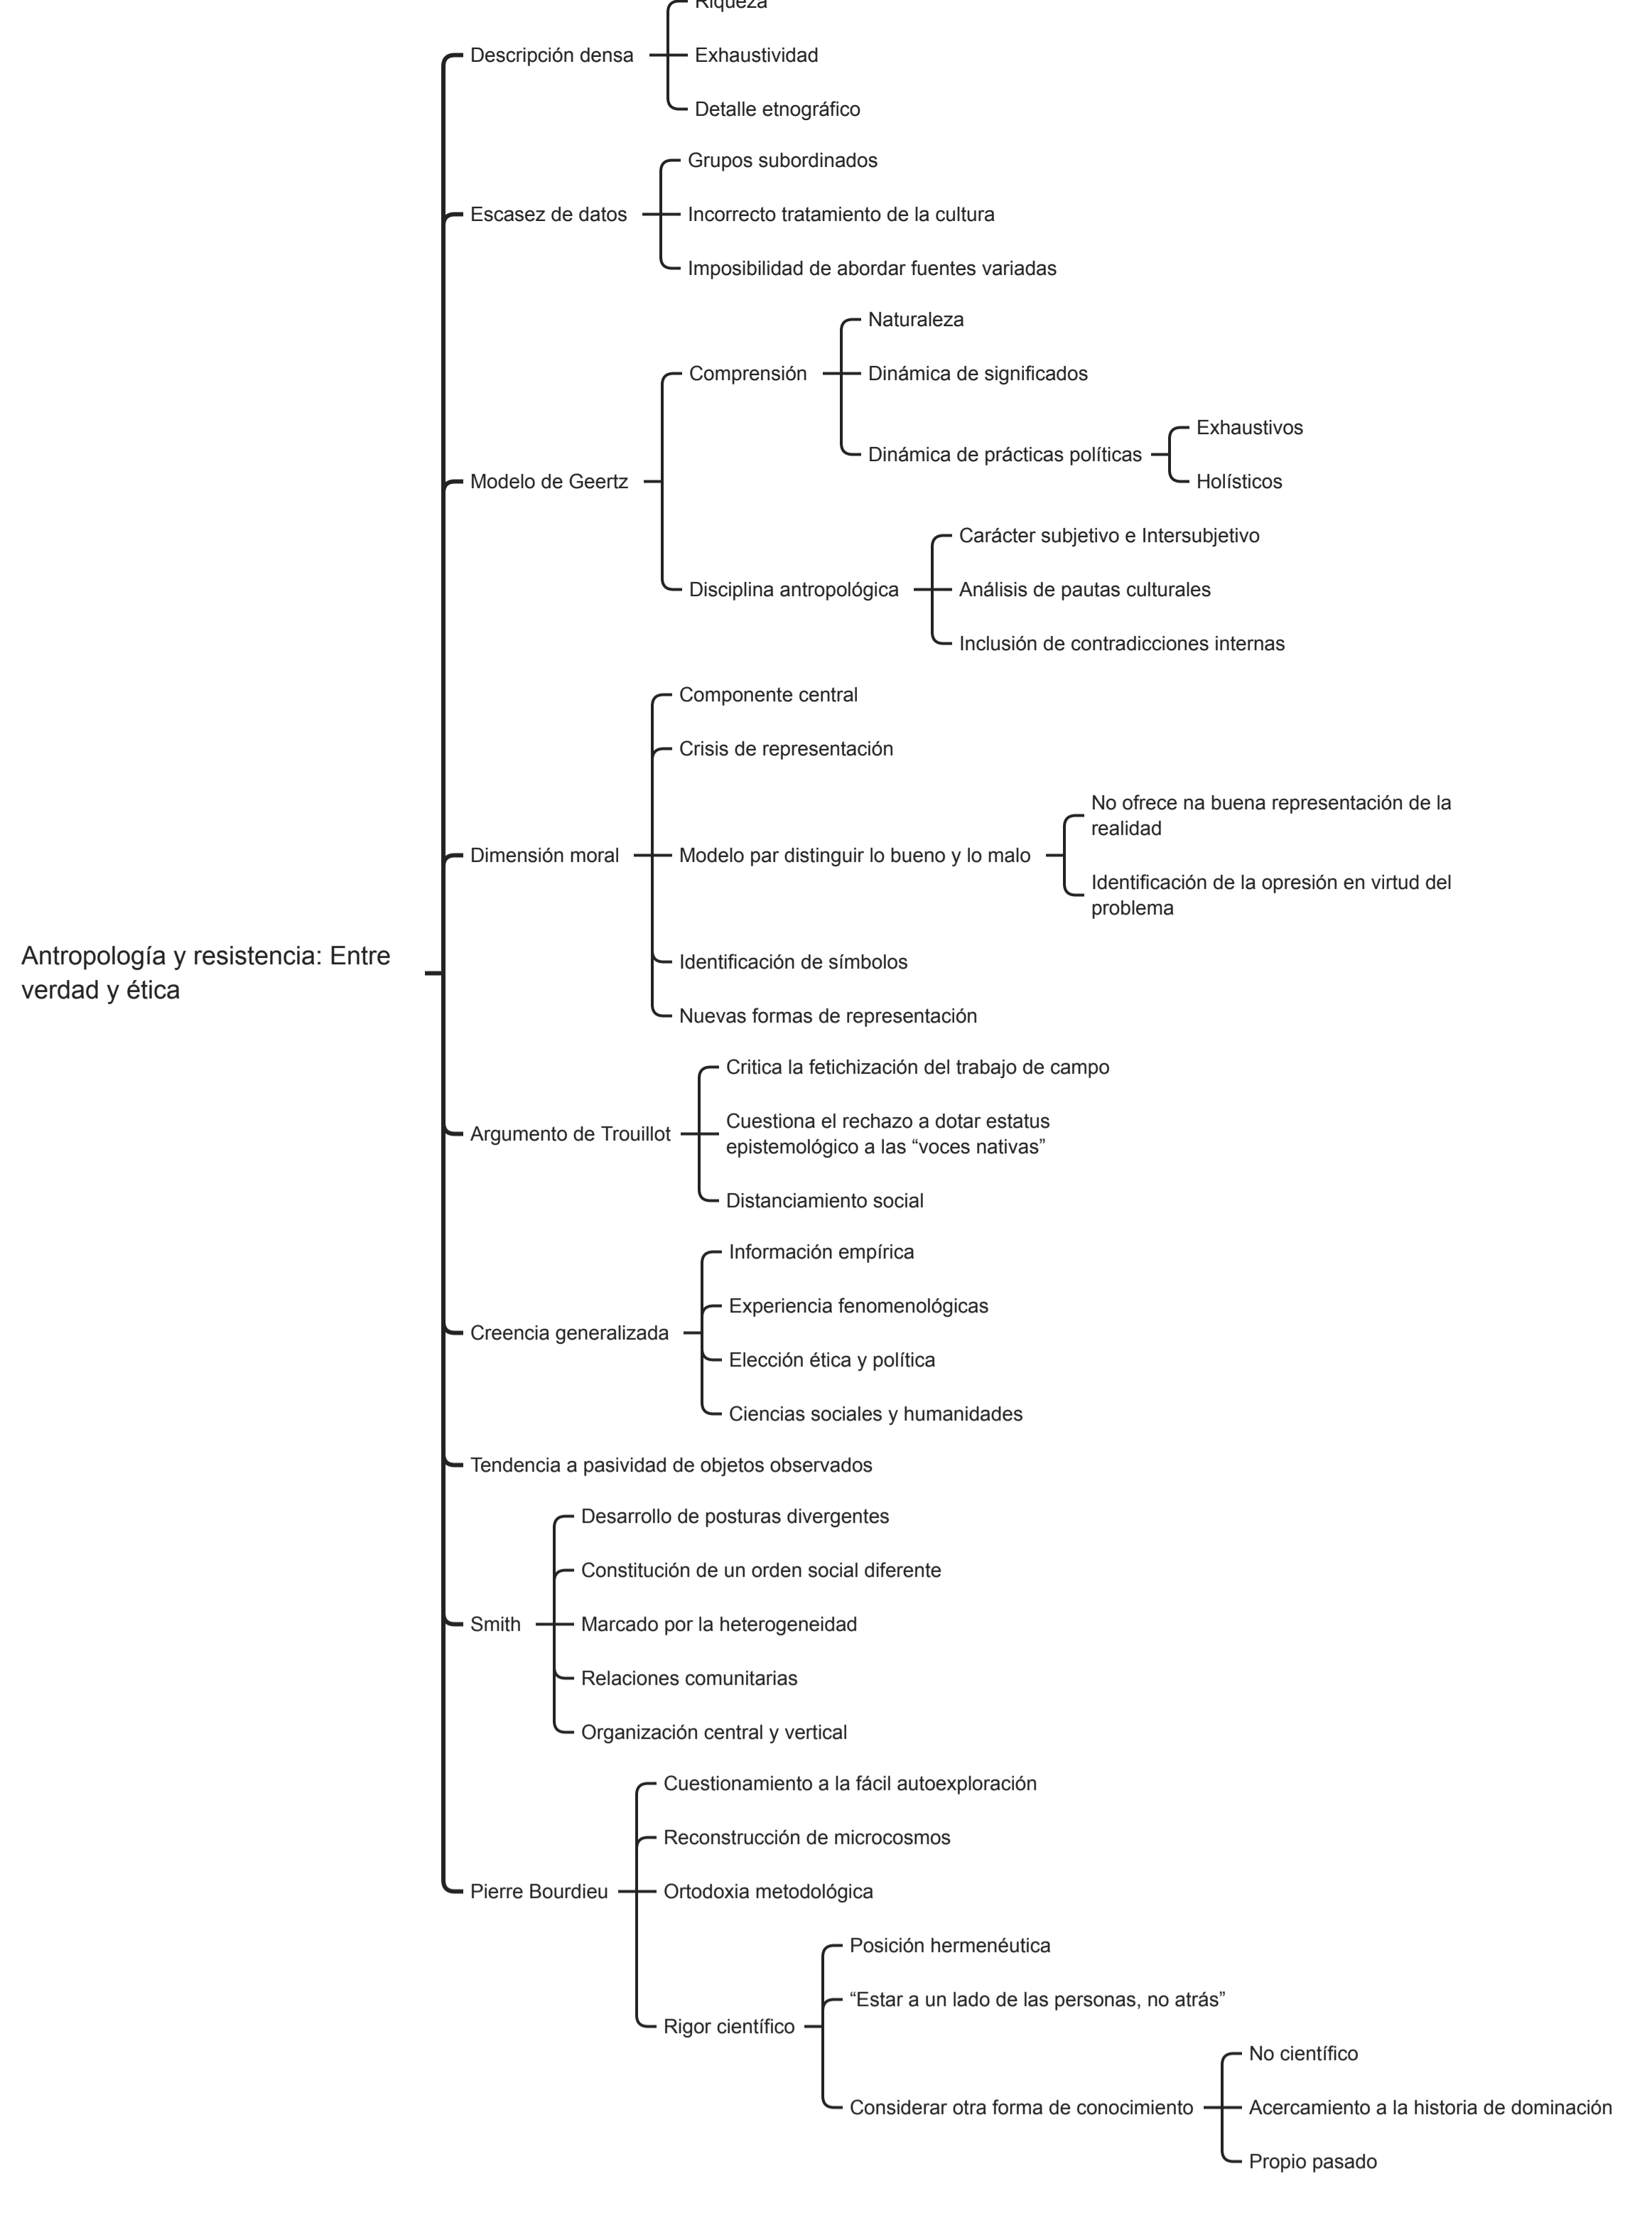 Riqueza
Descripción densa
Exhaustividad
Detalle etnográfico
Grupos subordinados
Escasez de datos
Incorrecto tratamiento de la cultura
Imposibilidad de abordar fuentes variadas
Naturaleza
Comprensión
Dinámica de significados
Exhaustivos
Dinámica de prácticas políticas
Modelo de Geertz
Holísticos
Carácter subjetivo e Intersubjetivo
Disciplina antropológica
Análisis de pautas culturales
Inclusión de contradicciones internas
Componente central
Crisis de representación
No ofrece na buena representación de la
realidad
Dimensión moral
Modelo par distinguir lo bueno y lo malo
Identificación de la opresión en virtud del
problema
Antropología y resistencia: Entre
verdad y ética
Identificación de símbolos
Nuevas formas de representación
Critica la fetichización del trabajo de campo
Argumento de Trouillot
Cuestiona el rechazo a dotar estatus
epistemológico a las “voces nativas”
Distanciamiento social
Información empírica
Experiencia fenomenológicas
Creencia generalizada
Elección ética y política
Ciencias sociales y humanidades
Tendencia a pasividad de objetos observados
Desarrollo de posturas divergentes
Constitución de un orden social diferente
Smith
Marcado por la heterogeneidad
Relaciones comunitarias
Organización central y vertical
Cuestionamiento a la fácil autoexploración
Reconstrucción de microcosmos
Pierre Bourdieu
Ortodoxia metodológica
Posición hermenéutica
“Estar a un lado de las personas, no atrás”
Rigor científico
No científico
Considerar otra forma de conocimiento
Acercamiento a la historia de dominación
Propio pasado